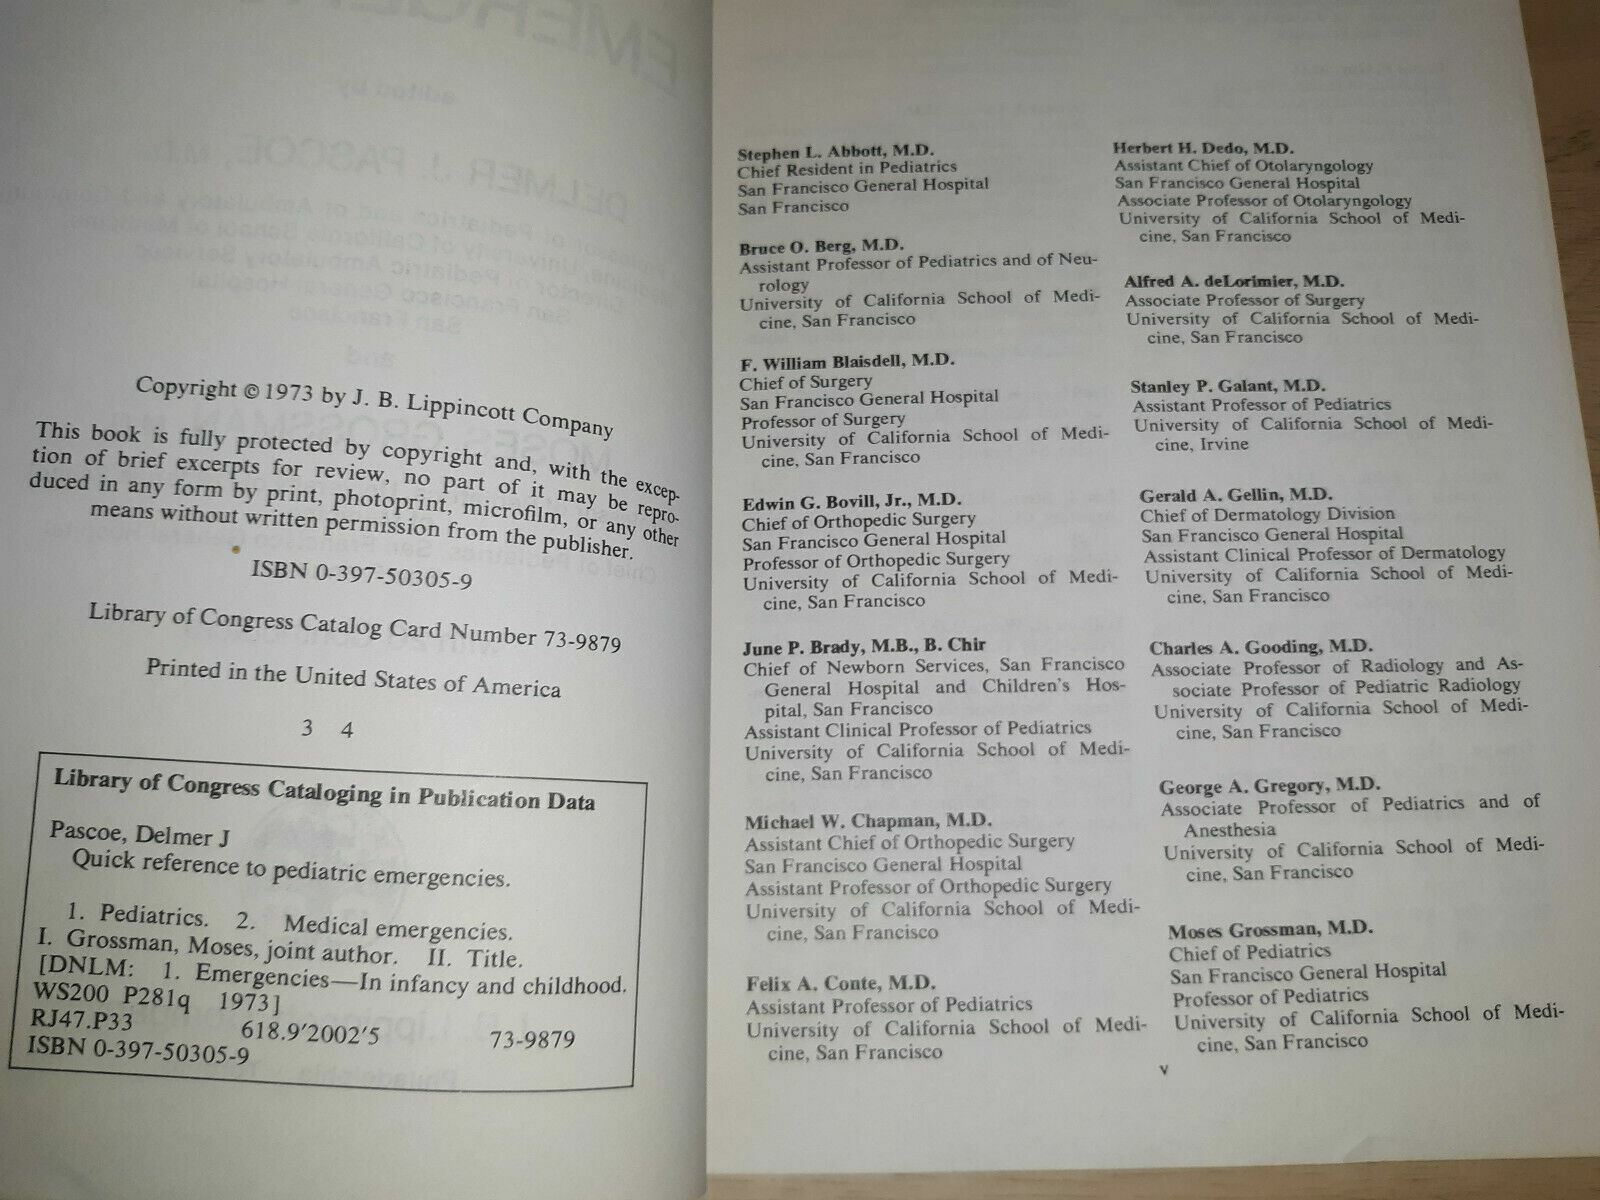 Copyright © 1973 by J. B. Lippincott Company
This book is fully protected by copyright and, with the excep-
tion of brief excerpts for review, no part of it may be repro-
duced in any form by print, photoprint, microfilm, or any other
means without written permission from the publisher.
ISBN 0-397-50305-9
Library of Congress Catalog Card Number 73-9879
Printed in the United States of America
3 4
Library of Congress Cataloging in Publication Data
Pascoe, Delmer J
Quick reference to pediatric emergencies.
1. Pediatrics. 2. Medical emergencies.
I. Grossman, Moses, joint author. II. Title.
[DNLM: 1. Emergencies—In infancy and childhood.
WS200 P281q 1973]
RJ47.P33 618.9'2002'5 73-9879
ISBN 0-397-50305-9
Stephen L. Abbott, M.D.
Chief Resident in Pediatrics
San Francisco General Hospital
San Francisco
Bruce O. Berg, M.D.
Assistant Professor of Pediatrics and of Neu-
rology
University of California School of Medi-
cine, San Francisco
F. William Blaisdell, M.D.
Chief of Surgery
San Francisco General Hospital
Professor of Surgery
University of California School of Medi-
cine, San Francisco
Edwin G. Bovill, Jr., M.D.
Chief of Orthopedic Surgery
San Francisco General Hospital
Professor of Orthopedic Surgery
University of California School of Medi-
cine, San Francisco
June P. Brady, M.B., B. Chir
Chief of Newborn Services, San Francisco
General Hospital and Children's Hos-
pital, San Francisco
Assistant Clinical Professor of Pediatrics
University of California School of Medi-
cine, San Francisco
Michael W. Chapman, M.D.
Assistant Chief of Orthopedic Surgery
San Francisco General Hospital
Assistant Professor of Orthopedic Surgery
University of California School of Medi-
cine, San Francisco
Felix A. Conte, M.D.
Assistant Professor of Pediatrics
University of California School of Medi-
cine, San Francisco
Herbert H. Dedo, M.D.
Assistant Chief of Otolaryngology
San Francisco General Hospital
Associate Professor of Otolaryngology
University of California School of Medi-
cine, San Francisco
Alfred A. deLorimier, M.D.
Associate Professor of Surgery
University of California School of Medi-
cine, San Francisco
Stanley P. Galant, M.D.
Assistant Professor of Pediatrics
University of California School of Medi-
cine, Irvine
Gerald A. Gellin, M.D.
Chief of Dermatology Division
San Francisco General Hospital
Assistant Clinical Professor of Dermatology
University of California School of Medi-
cine, San Francisco
Charles A. Gooding, M.D.
Associate Professor of Radiology and As-
sociate Professor of Pediatric Radiology
University of California School of Medi-
cine, San Francisco
George A. Gregory, M.D.
Associate Professor of Pediatrics and of
Anesthesia
University of California School of Medi-
cine, San Francisco
Moses Grossman, M.D.
Chief of Pediatrics
San Francisco General Hospital
Professor of Pediatrics
University of California School of Medi-
cine, San Francisco
v